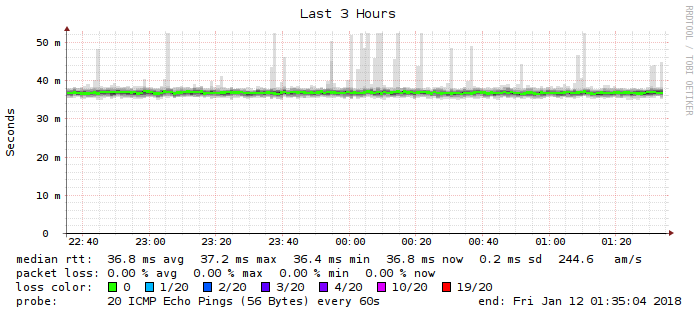 Last 3 Hours
RRDTOOL / TOBI OETIKER
Seconds
50 m
40 m
30 m
20 m
10 m
0
22:40 23:00 23:20 23:40 00:00 00:20 00:40 01:00 01:20
median rtt: 36.8 ms avg 37.2 ms max 36.4 ms min 36.8 ms now 0.2 ms sd 244.6 am/s
packet loss: 0.00 % avg 0.00 % max 0.00 % min 0.00 % now
loss color: 0 1/20 2/20 3/20 4/20 10/20 19/20
probe: 20 ICMP Echo Pings (56 Bytes) every 60s end: Fri Jan 12 01:35:04 2018